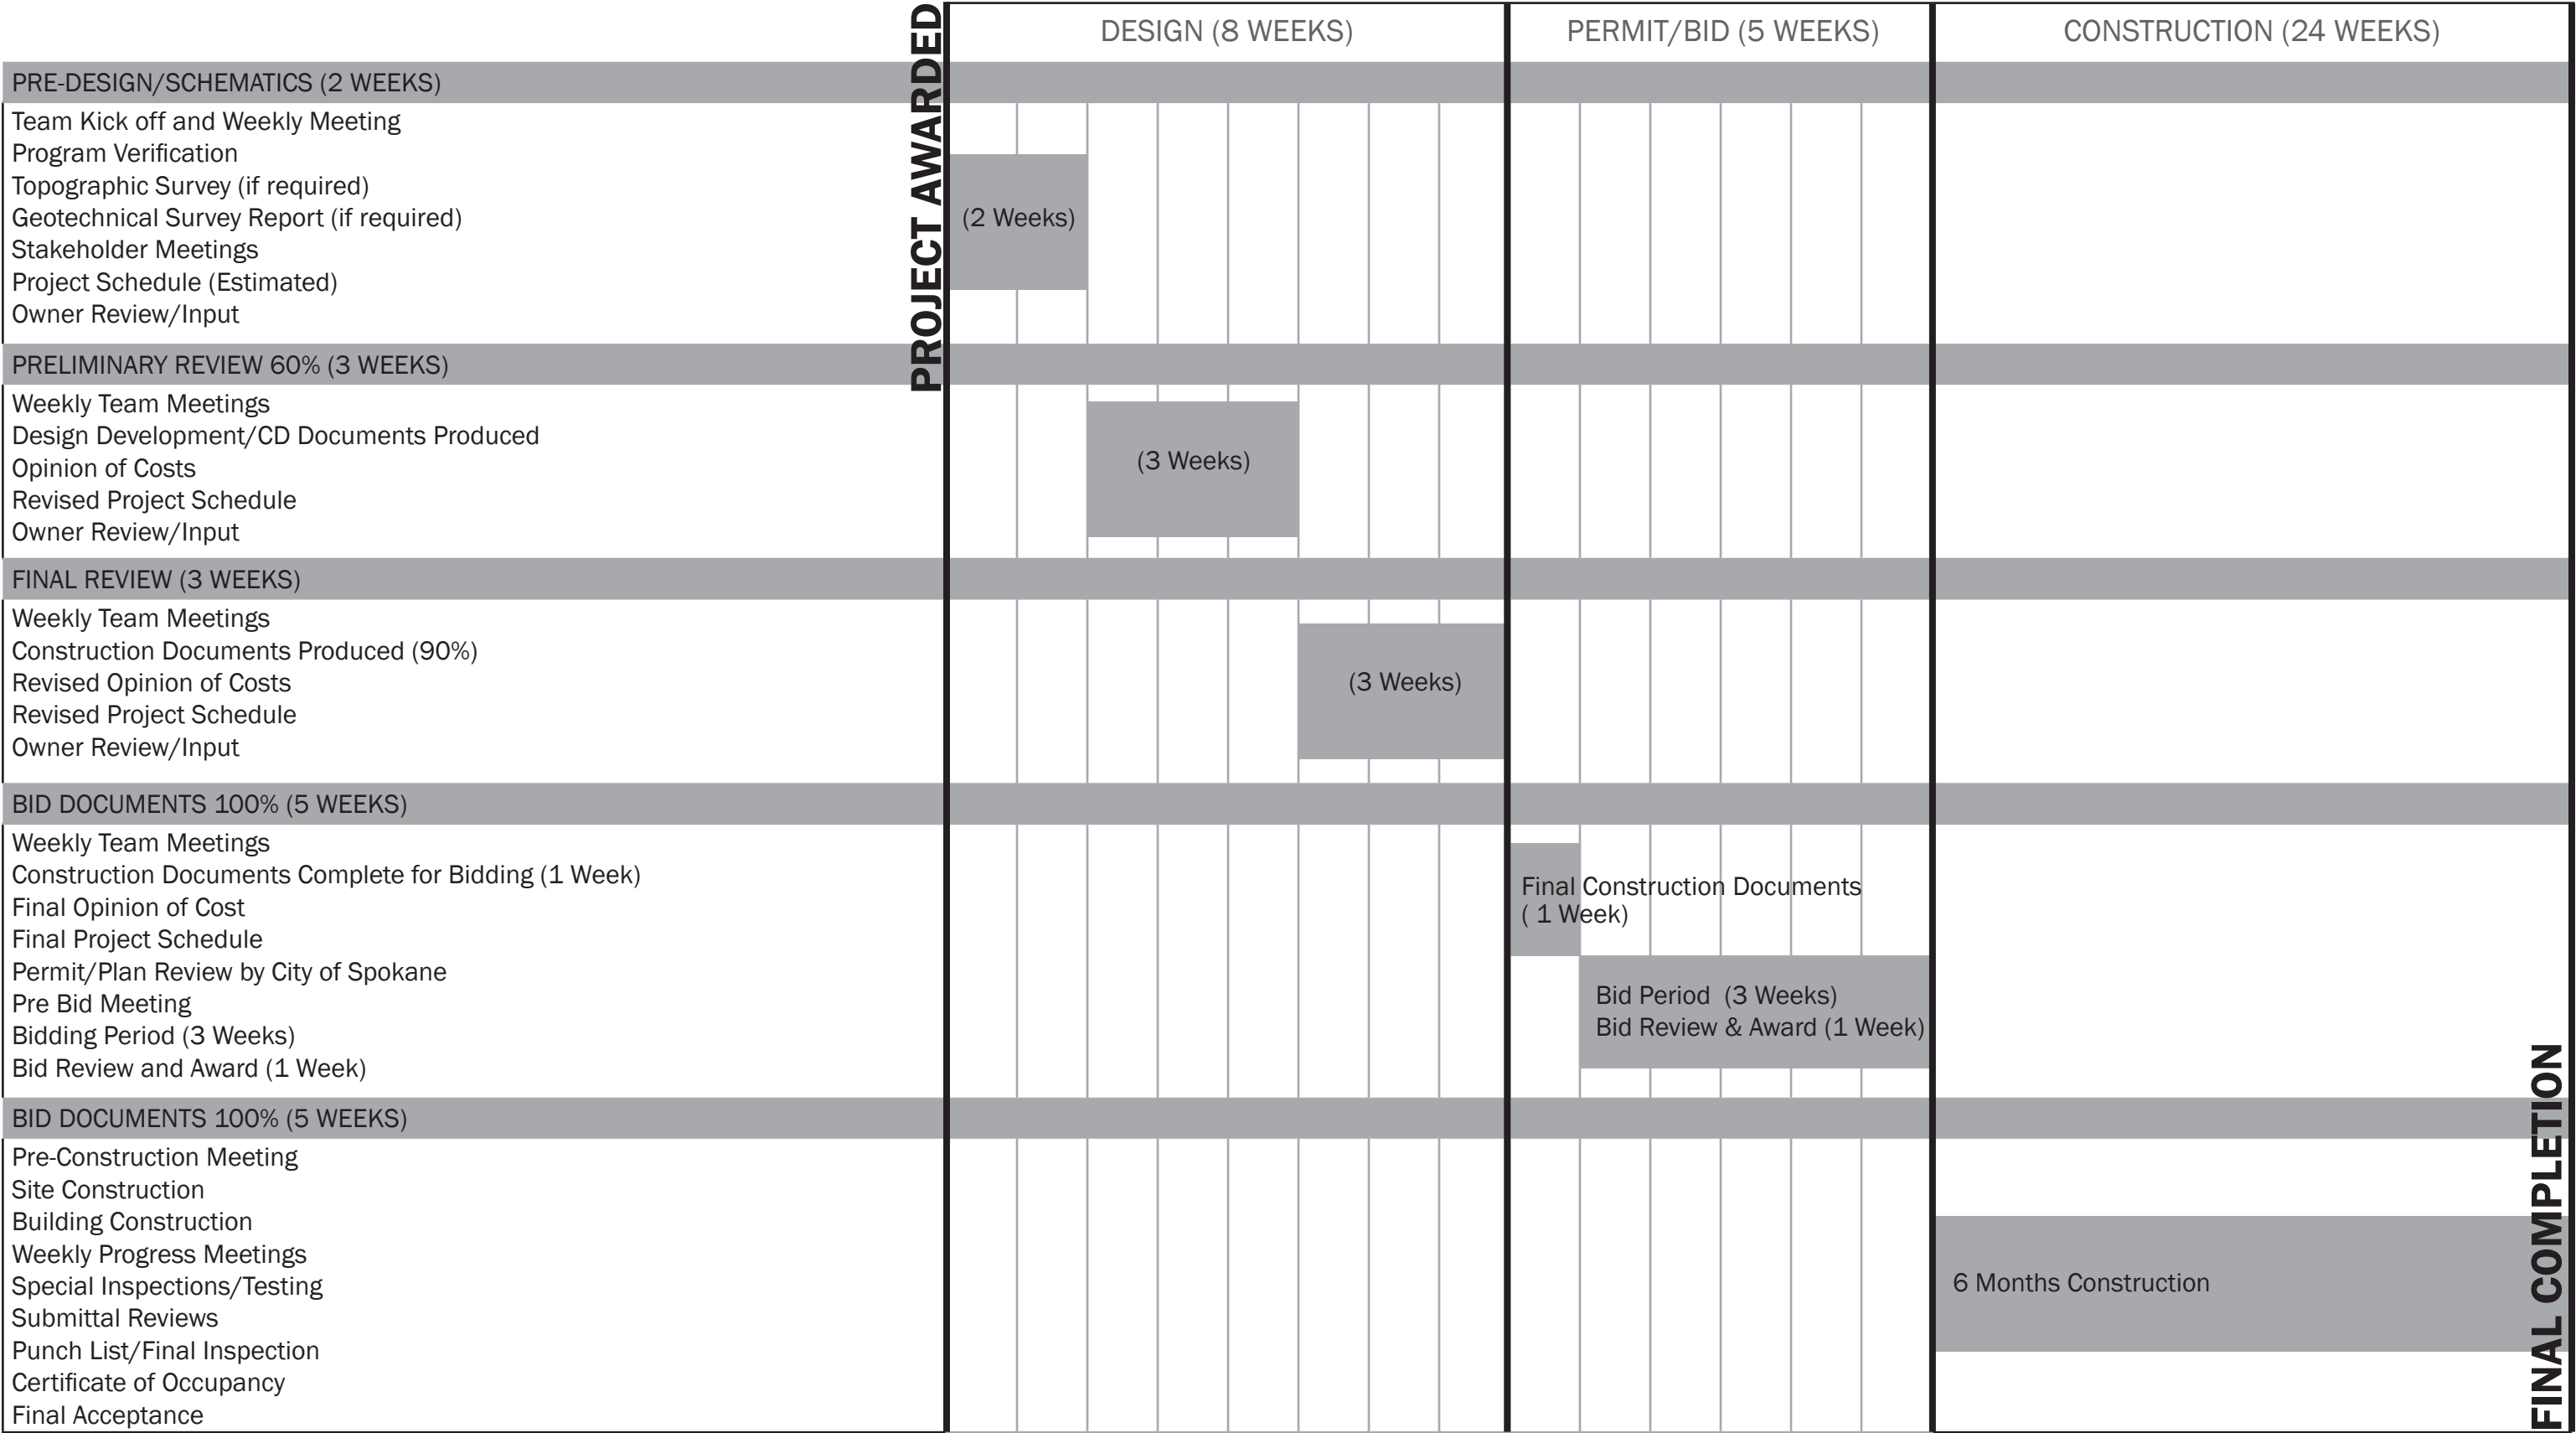 PROJECT AWARDED
DESIGN (8 WEEKS)
PERMIT/BID (5 WEEKS)
CONSTRUCTION (24 WEEKS)
PRE-DESIGN/SCHEMATICS (2 WEEKS)
Team Kick off and Weekly Meeting
Program Verification
Topographic Survey (if required)
Geotechnical Survey Report (if required)
Stakeholder Meetings
Project Schedule (Estimated)
Owner Review/Input
(2 Weeks)
PRELIMINARY REVIEW 60% (3 WEEKS)
Weekly Team Meetings
Design Development/CD Documents Produced
Opinion of Costs
Revised Project Schedule
Owner Review/Input
(3 Weeks)
FINAL REVIEW (3 WEEKS)
Weekly Team Meetings
Construction Documents Produced (90%)
Revised Opinion of Costs
Revised Project Schedule
Owner Review/Input
(3 Weeks)
BID DOCUMENTS 100% (5 WEEKS)
Weekly Team Meetings
Construction Documents Complete for Bidding (1 Week)
Final Opinion of Cost
Final Project Schedule
Permit/Plan Review by City of Spokane
Pre Bid Meeting
Bidding Period (3 Weeks)
Bid Review and Award (1 Week)
Final Construction Documents
( 1 Week)
Bid Period (3 Weeks)
Bid Review & Award (1 Week)
BID DOCUMENTS 100% (5 WEEKS)
Pre-Construction Meeting
Site Construction
Building Construction
Weekly Progress Meetings
Special Inspections/Testing
Submittal Reviews
Punch List/Final Inspection
Certificate of Occupancy
Final Acceptance
6 Months Construction
FINAL COMPLETION